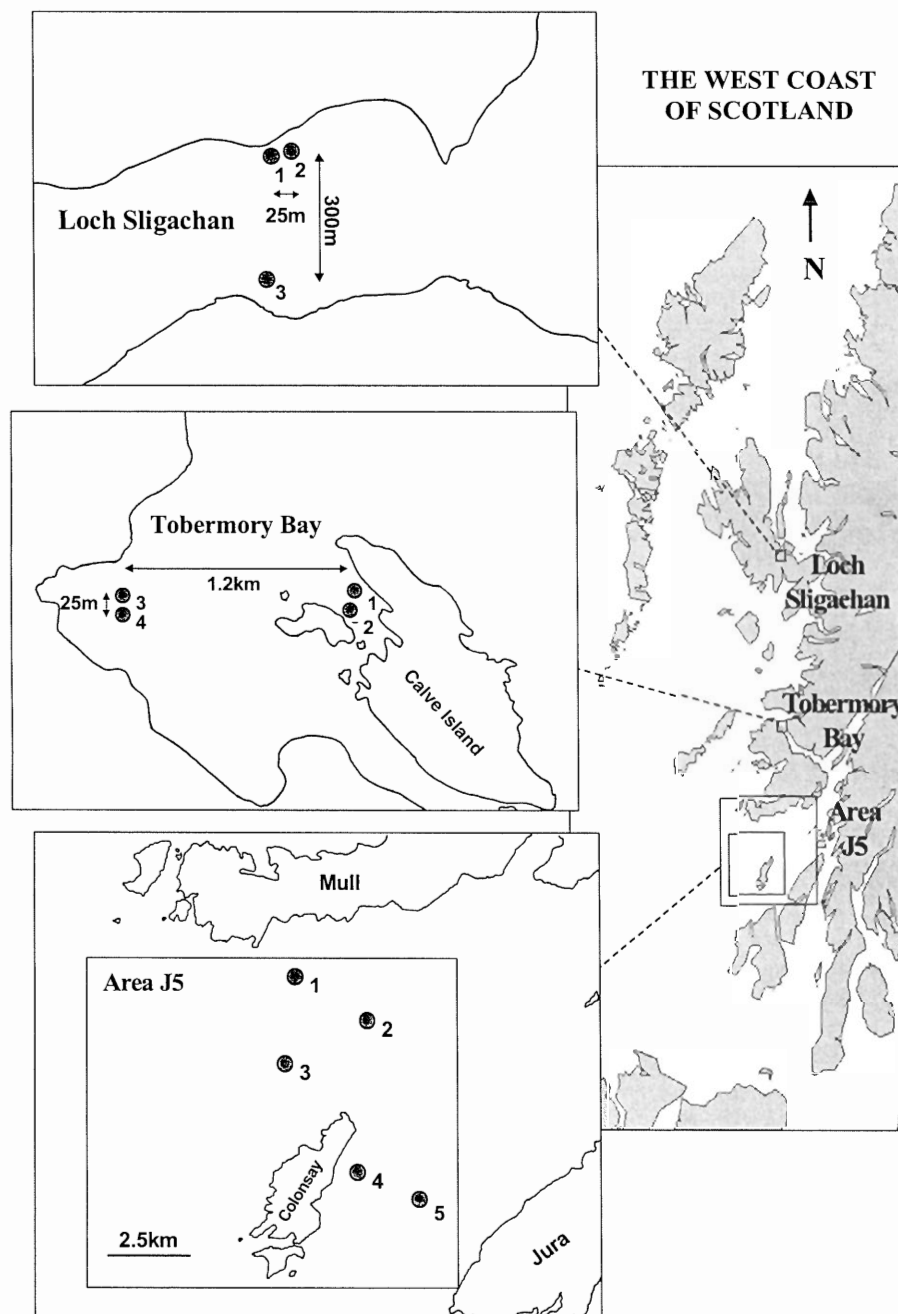 THE WEST COAST
OF SCOTLAND
N
1
2
25m
300m
Loch Sligachan
3
Tobermory Bay
1.2km
25m
3
4
1
2
Calve Island
Mull
Area J5
1
2
3
4
5
Colonsay
2.5km
Jura
Loch
Sligaehan
Tobermory
Bay
Area
J5